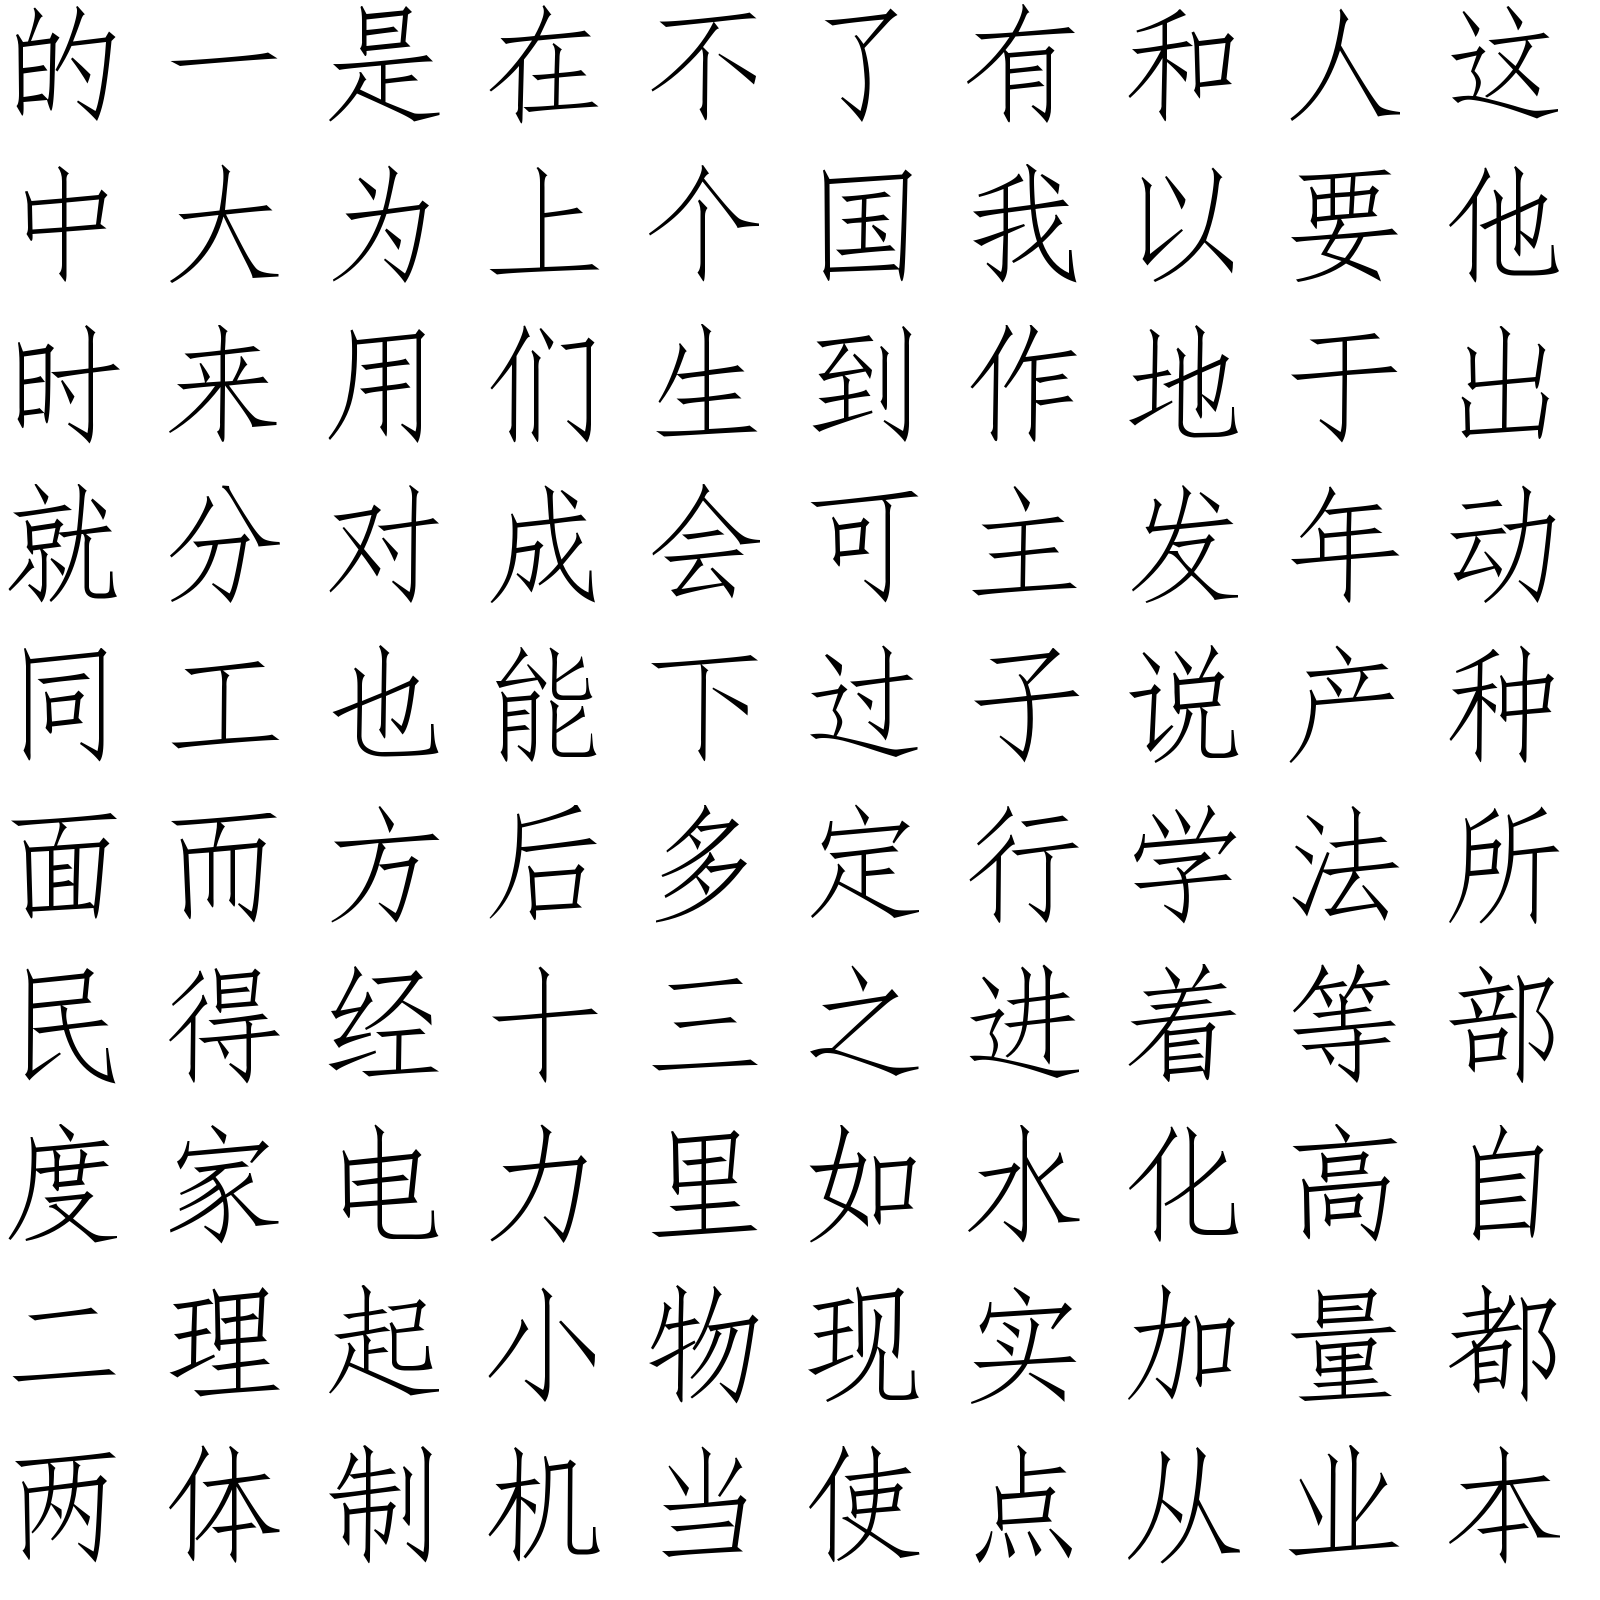 的一是在不了有和人这
中大为上个国我以要他
时来用们生到作地于出
就分对成会可主发年动
同工也能下过子说产种
面而方后多定行学法所
民得经十三之进着等部
度家电力里如水化高自
二理起小物现实加量都
两体制机当使点从业本